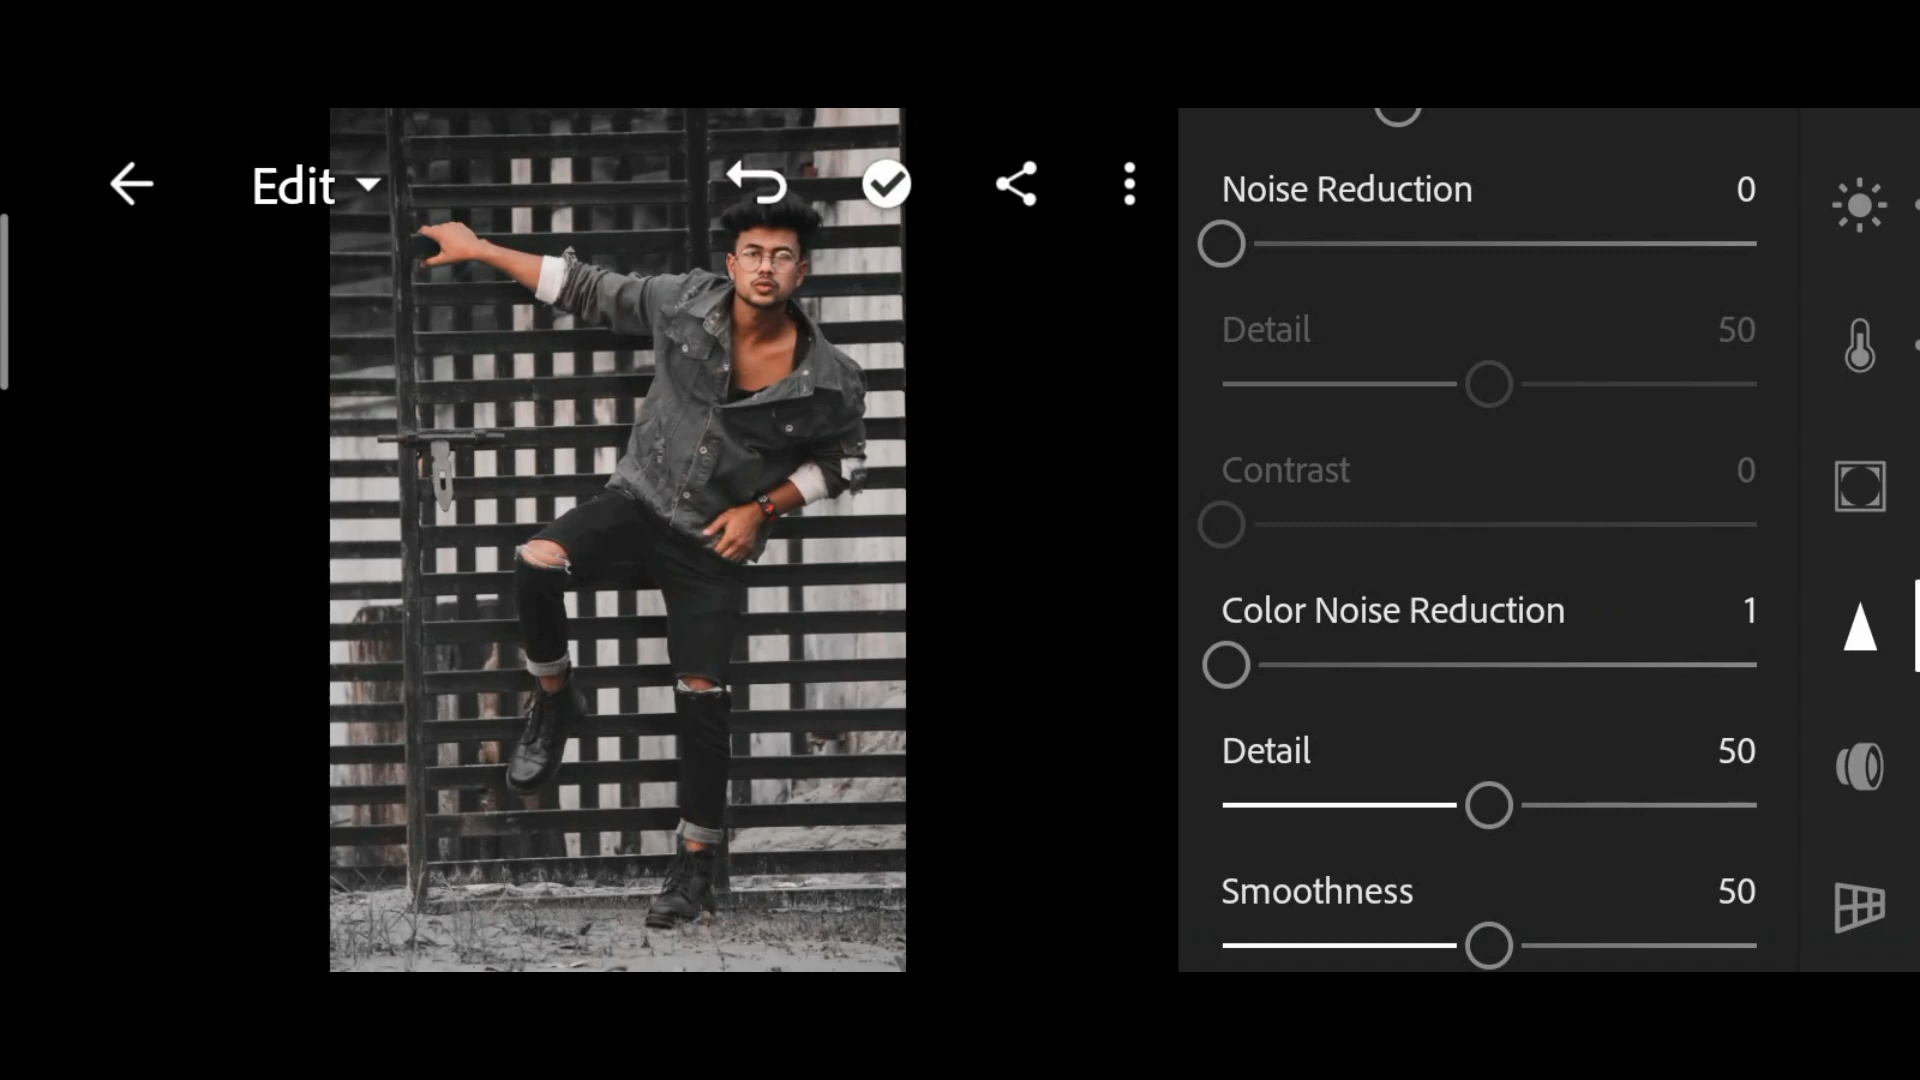 Edit
Noise Reduction 0
Detail 50
Contrast 0
Color Noise Reduction 1
Detail 50
Smoothness 50